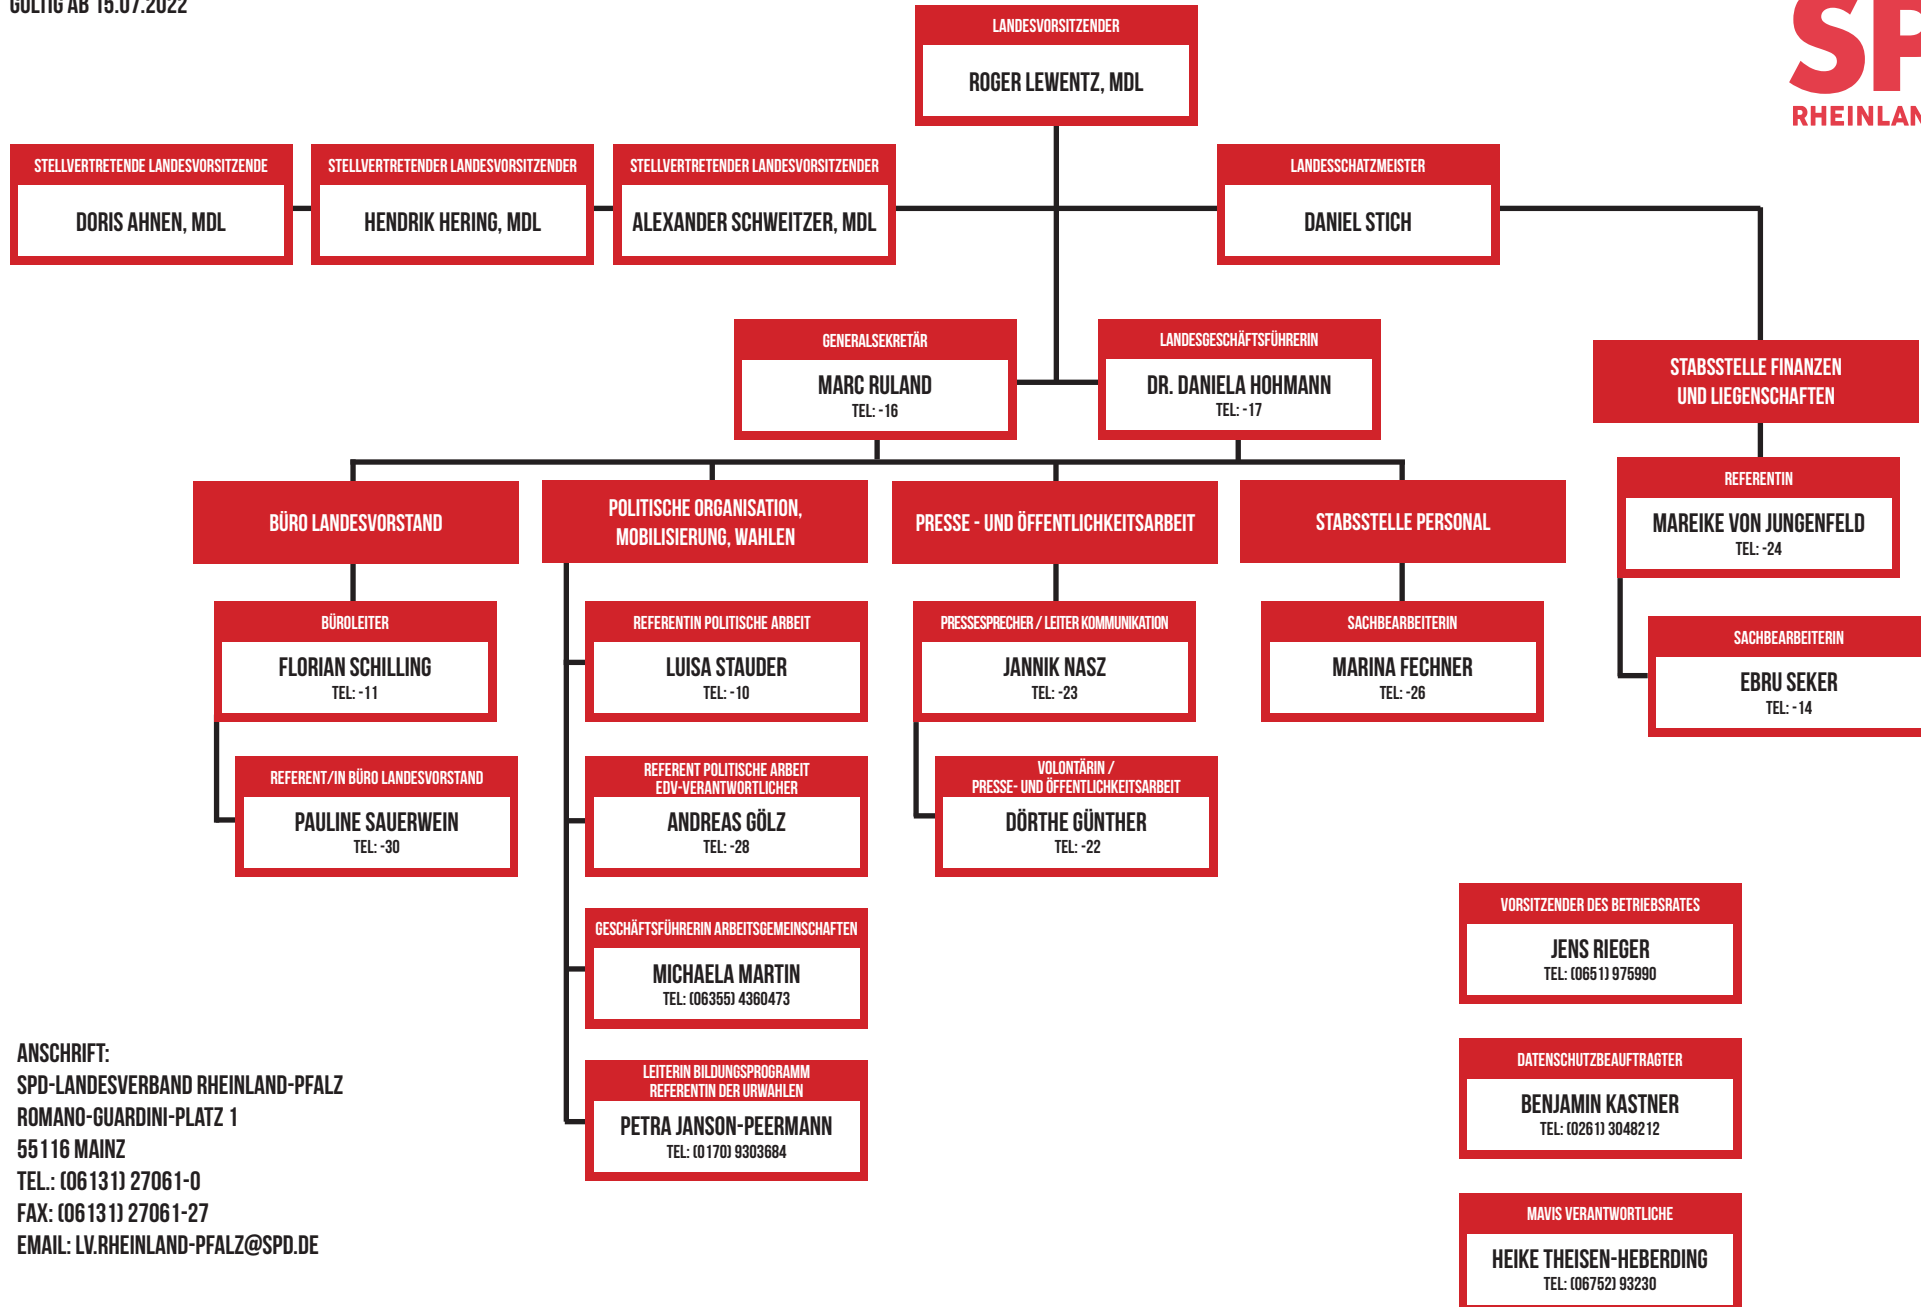 GÜLTIG AB 15.07.2022
SP
RHEINLAN
LANDESVORSITZENDER
ROGER LEWENTZ, MDL
STELLVERTRETENDE LANDESVORSITZENDE
DORIS AHNEN, MDL
STELLVERTRETENDER LANDESVORSITZENDER
HENDRIK HERING, MDL
STELLVERTRETENDER LANDESVORSITZENDER
ALEXANDER SCHWEITZER, MDL
LANDESSCHATZMEISTER
DANIEL STICH
GENERALSEKRETÄR
MARC RULAND
TEL: -16
LANDESGESCHÄFTSFÜHRERIN
DR. DANIELA HOHMANN
TEL: -17
STABSSTELLE FINANZEN
UND LIEGENSCHAFTEN
REFERENTIN
MAREIKE VON JUNGENFELD
TEL: -24
SACHBEARBEITERIN
EBRU SEKER
TEL: -14
BÜRO LANDESVORSTAND
BÜROLEITER
FLORIAN SCHILLING
TEL: -11
REFERENT/IN BÜRO LANDESVORSTAND
PAULINE SAUERWEIN
TEL: -30
POLITISCHE ORGANISATION,
MOBILISIERUNG, WAHLEN
REFERENTIN POLITISCHE ARBEIT
LUISA STAUDER
TEL: -10
REFERENT POLITISCHE ARBEIT
EDV-VERANTWORTLICHER
ANDREAS GÖLZ
TEL: -28
GESCHÄFTSFÜHRERIN ARBEITSGEMEINSCHAFTEN
MICHAELA MARTIN
TEL: (06355) 4360473
LEITERIN BILDUNGSPROGRAMM
REFERENTIN DER URWAHLEN
PETRA JANSON-PEERMANN
TEL: (0170) 9303684
PRESSE - UND ÖFFENTLICHKEITSARBEIT
PRESSESPRECHER / LEITER KOMMUNIKATION
JANNIK NASZ
TEL: -23
VOLONTÄRIN /
PRESSE- UND ÖFFENTLICHKEITSARBEIT
DÖRTHE GÜNTHER
TEL: -22
STABSSTELLE PERSONAL
SACHBEARBEITERIN
MARINA FECHNER
TEL: -26
VORSITZENDER DES BETRIEBSRATES
JENS RIEGER
TEL: (0651) 975990
DATENSCHUTZBEAUFTRAGTER
BENJAMIN KASTNER
TEL: (0261) 3048212
MAVIS VERANTWORTLICHE
HEIKE THEISEN-HEBERDING
TEL: (06752) 93230
ANSCHRIFT:
SPD-LANDESVERBAND RHEINLAND-PFALZ
ROMANO-GUARDINI-PLATZ 1
55116 MAINZ
TEL.: (06131) 27061-0
FAX: (06131) 27061-27
EMAIL: LV.RHEINLAND-PFALZ@SPD.DE